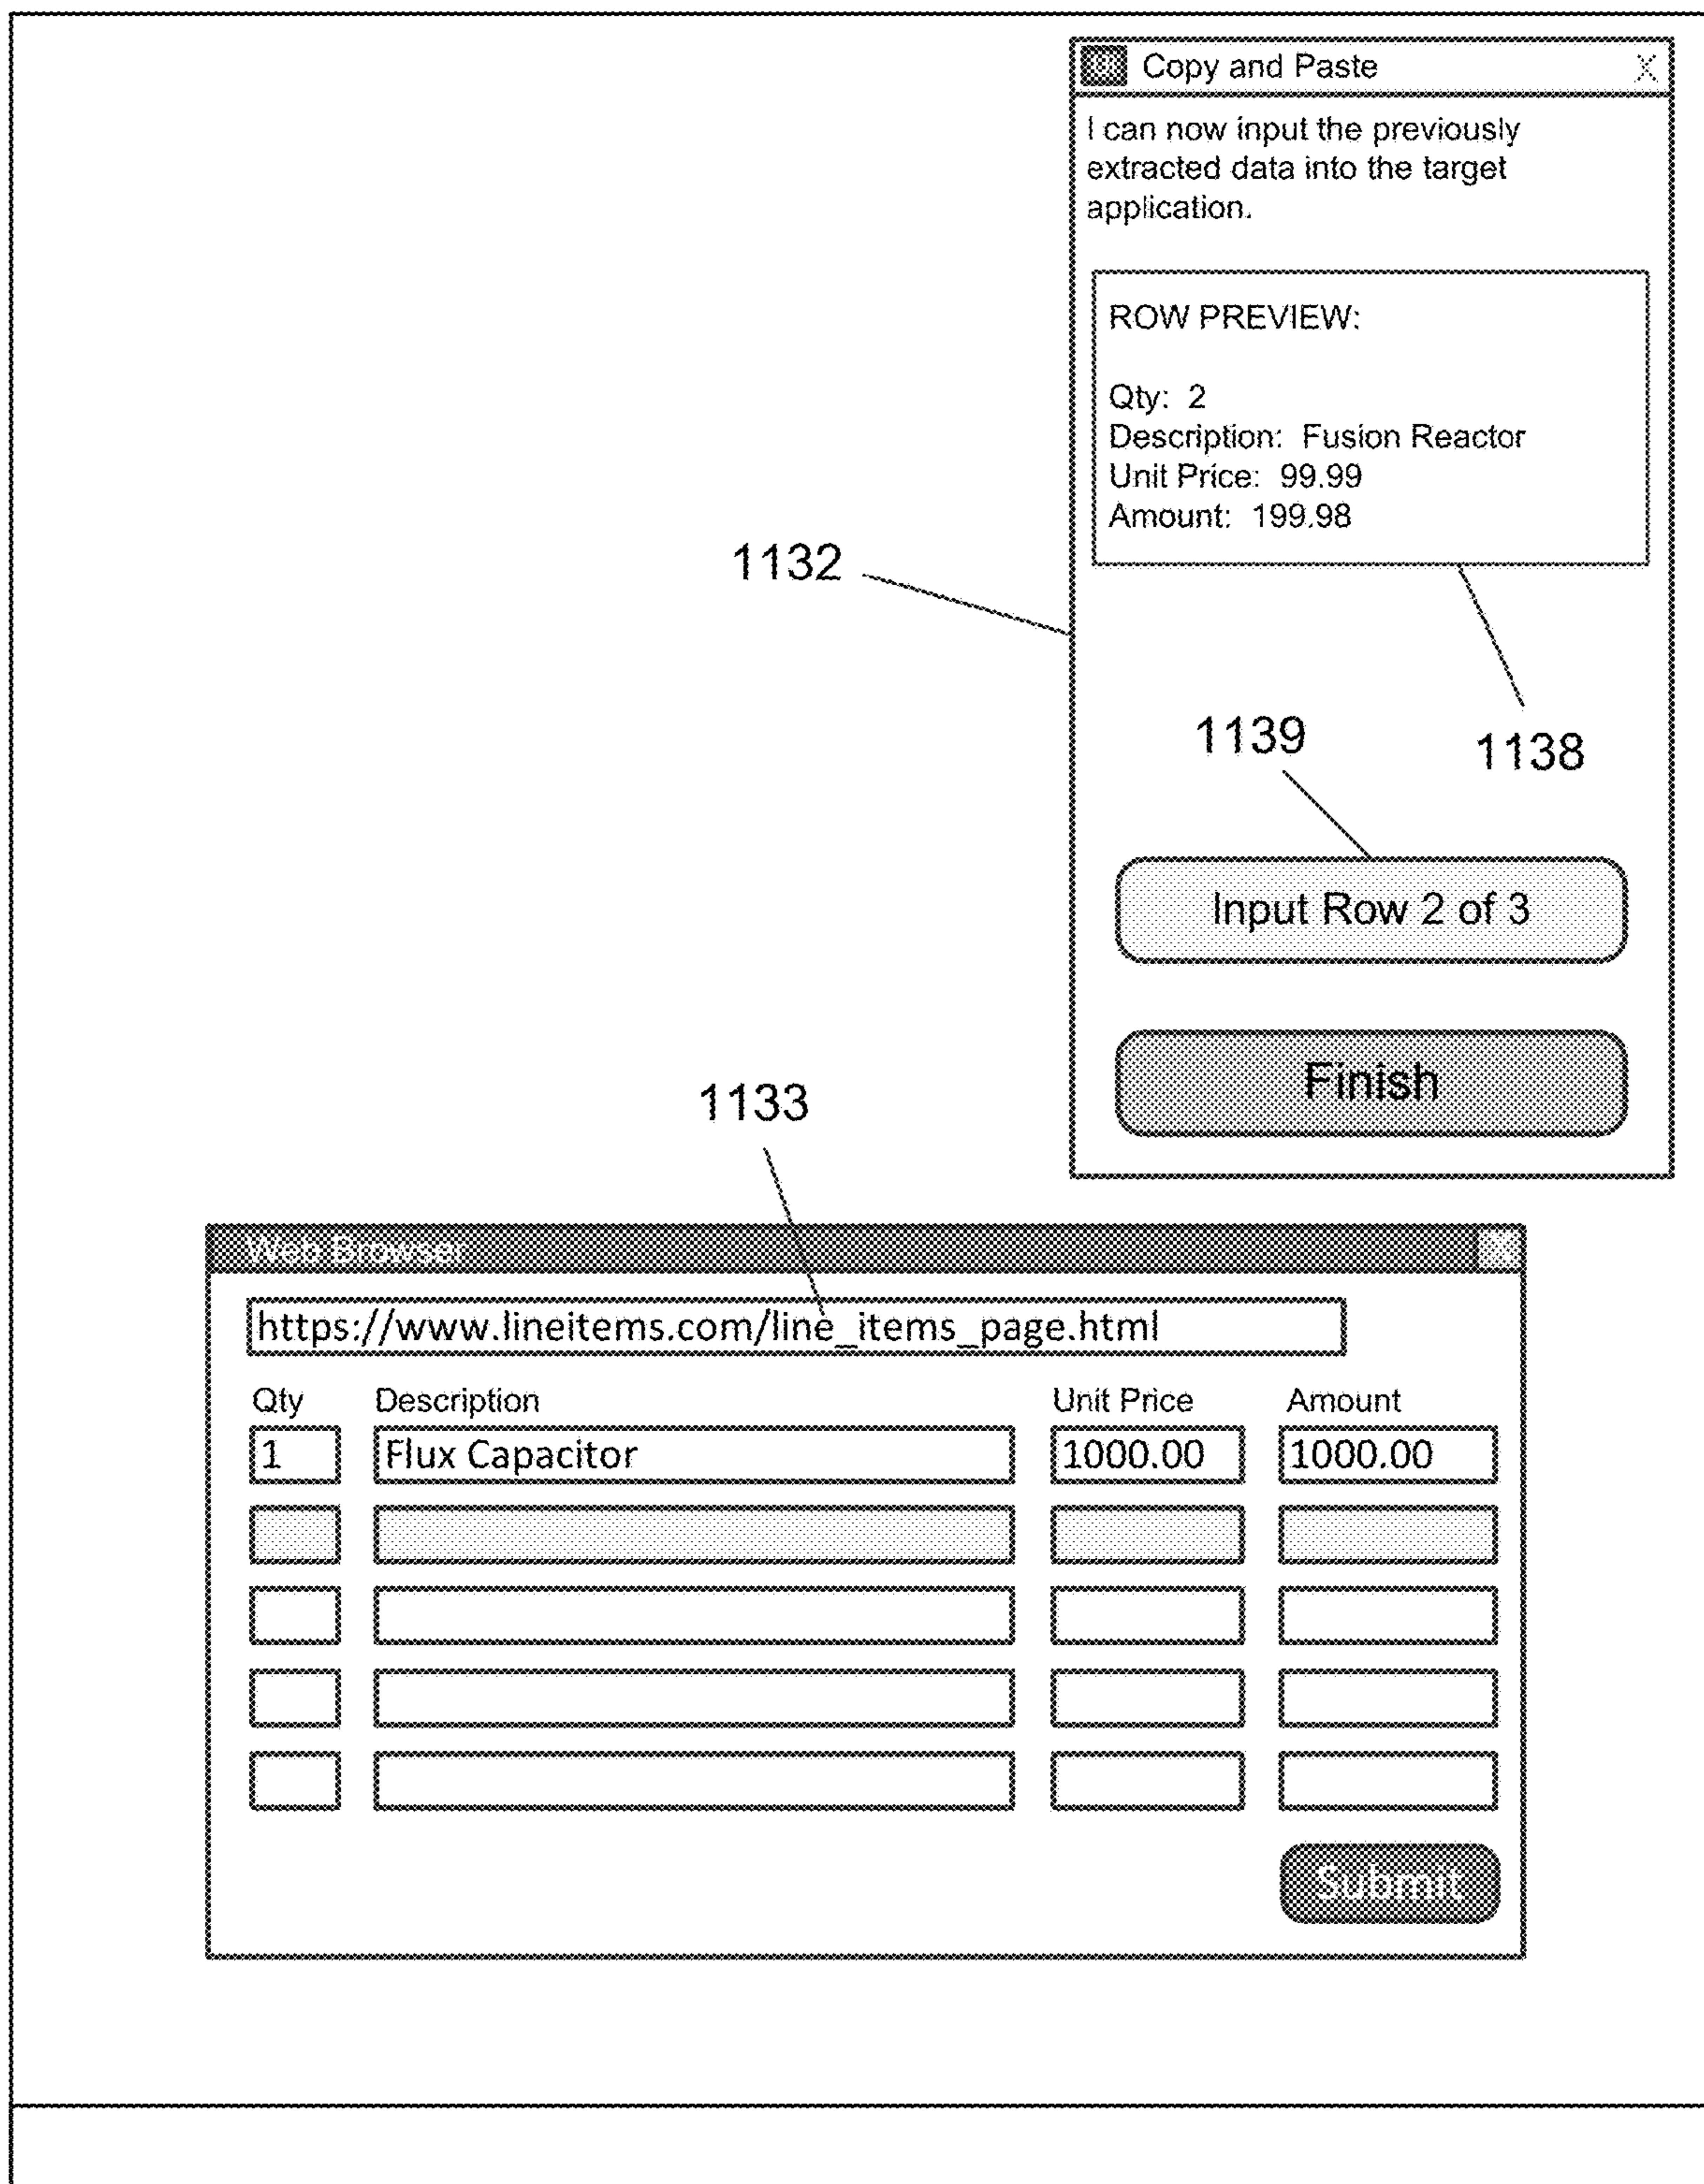 Copy and Paste X
I can now input the previously
extracted data into the target
application.
ROW PREVIEW:
Qty: 2
Description: Fusion Reactor
Unit Price: 99.99
Amount: 199.98
1132
1139
1138
Input Row 2 of 3
Finish
1133
Web Browser X
https://www.lineitems.com/line_items_page.html
Qty Description Unit Price Amount
1 Flux Capacitor 1000.00 1000.00
Submit